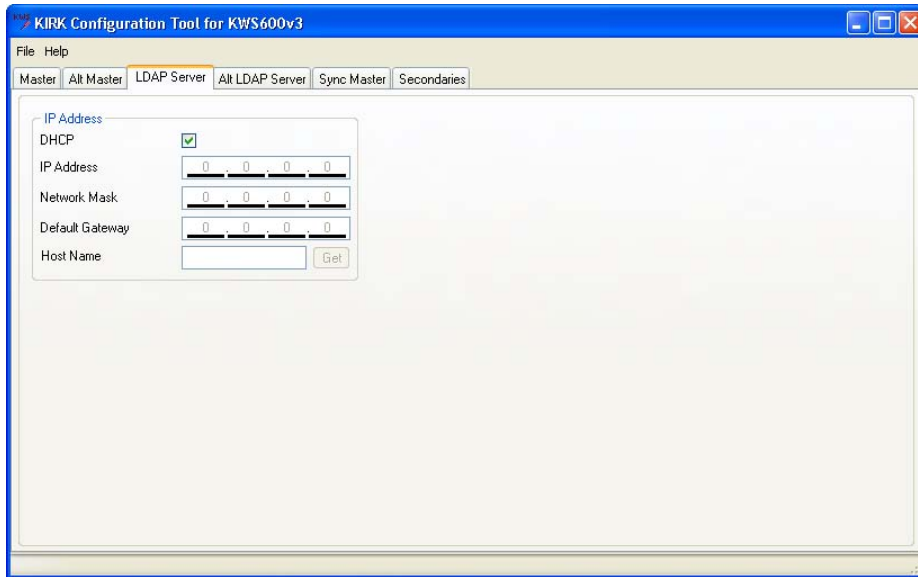 KIRK Configuration Tool for KWS600v3
File Help
Master Alt Master LDAP Server Alt LDAP Server Sync Master Secondaries
IP Address
DHCP
IP Address 0 . 0 . 0 . 0
Network Mask 0 . 0 . 0 . 0
Default Gateway 0 . 0 . 0 . 0
Host Name Get